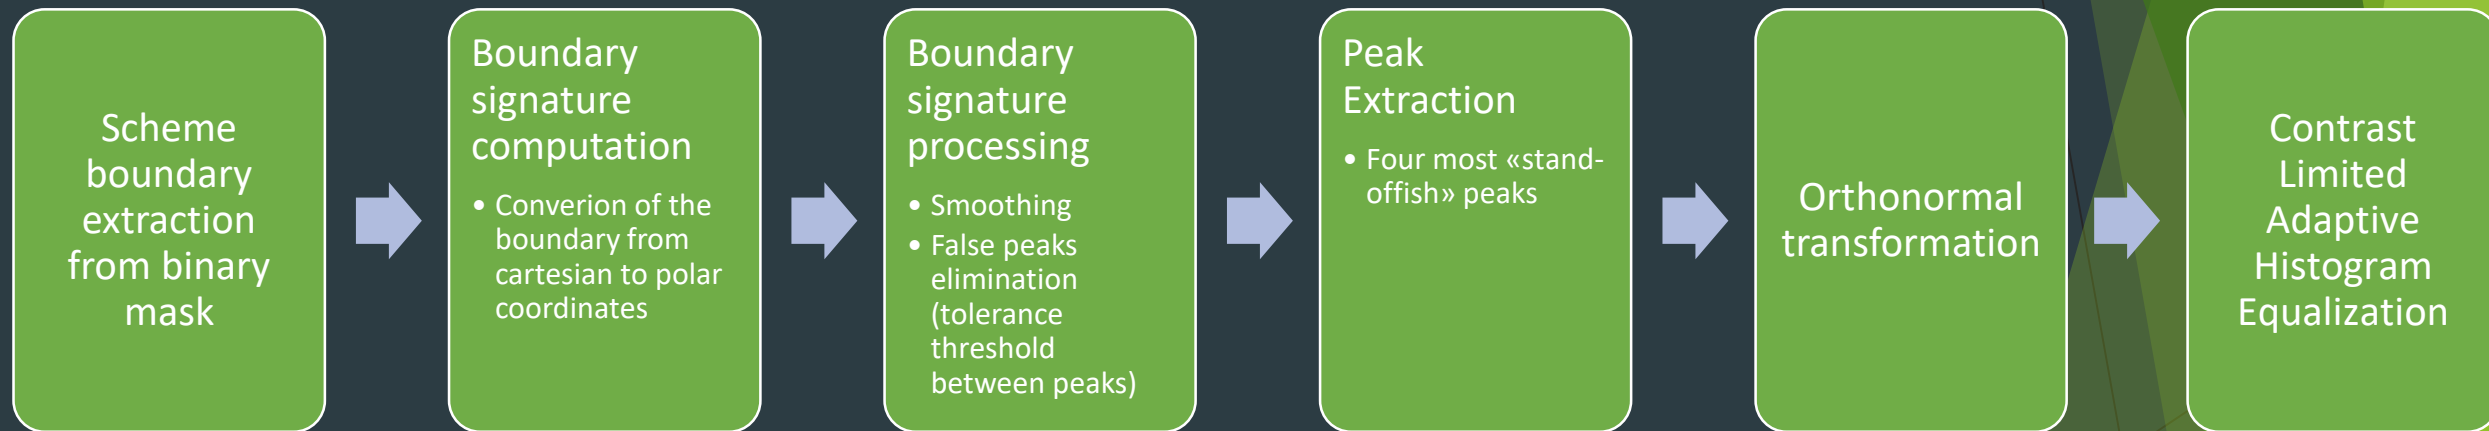 Scheme
boundary
extraction
from binary
mask
Boundary
signature
computation
• Converion of the
boundary from
cartesian to polar
coordinates
Boundary
signature
processing
• Smoothing
• False peaks
elimination
(tolerance
threshold
between peaks)
Peak
Extraction
• Four most «stand-
offish» peaks
Orthonormal
transformation
Contrast
Limited
Adaptive
Histogram
Equalization